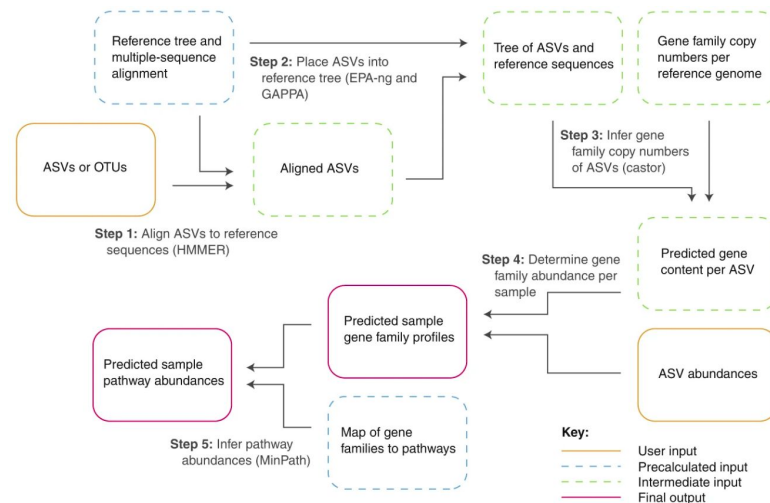 Reference tree and
multiple-sequence
alignment
Step 2: Place ASVs into
reference tree (EPA-ng and
GAPPA)
Tree of ASVs and
reference sequences
Gene family copy
numbers per
reference genome
ASVs or OTUs
Aligned ASVs
Step 3: Infer gene
family copy numbers
of ASVs (castor)
Step 1: Align ASVs to reference
sequences (HMMER)
Step 4: Determine gene
family abundance per
sample
Predicted gene
content per ASV
Predicted sample
gene family profiles
Predicted sample
pathway abundances
ASV abundances
Step 5: Infer pathway
abundances (MinPath)
Map of gene
families to pathways
Key:
User input
Precalculated input
Intermediate input
Final output